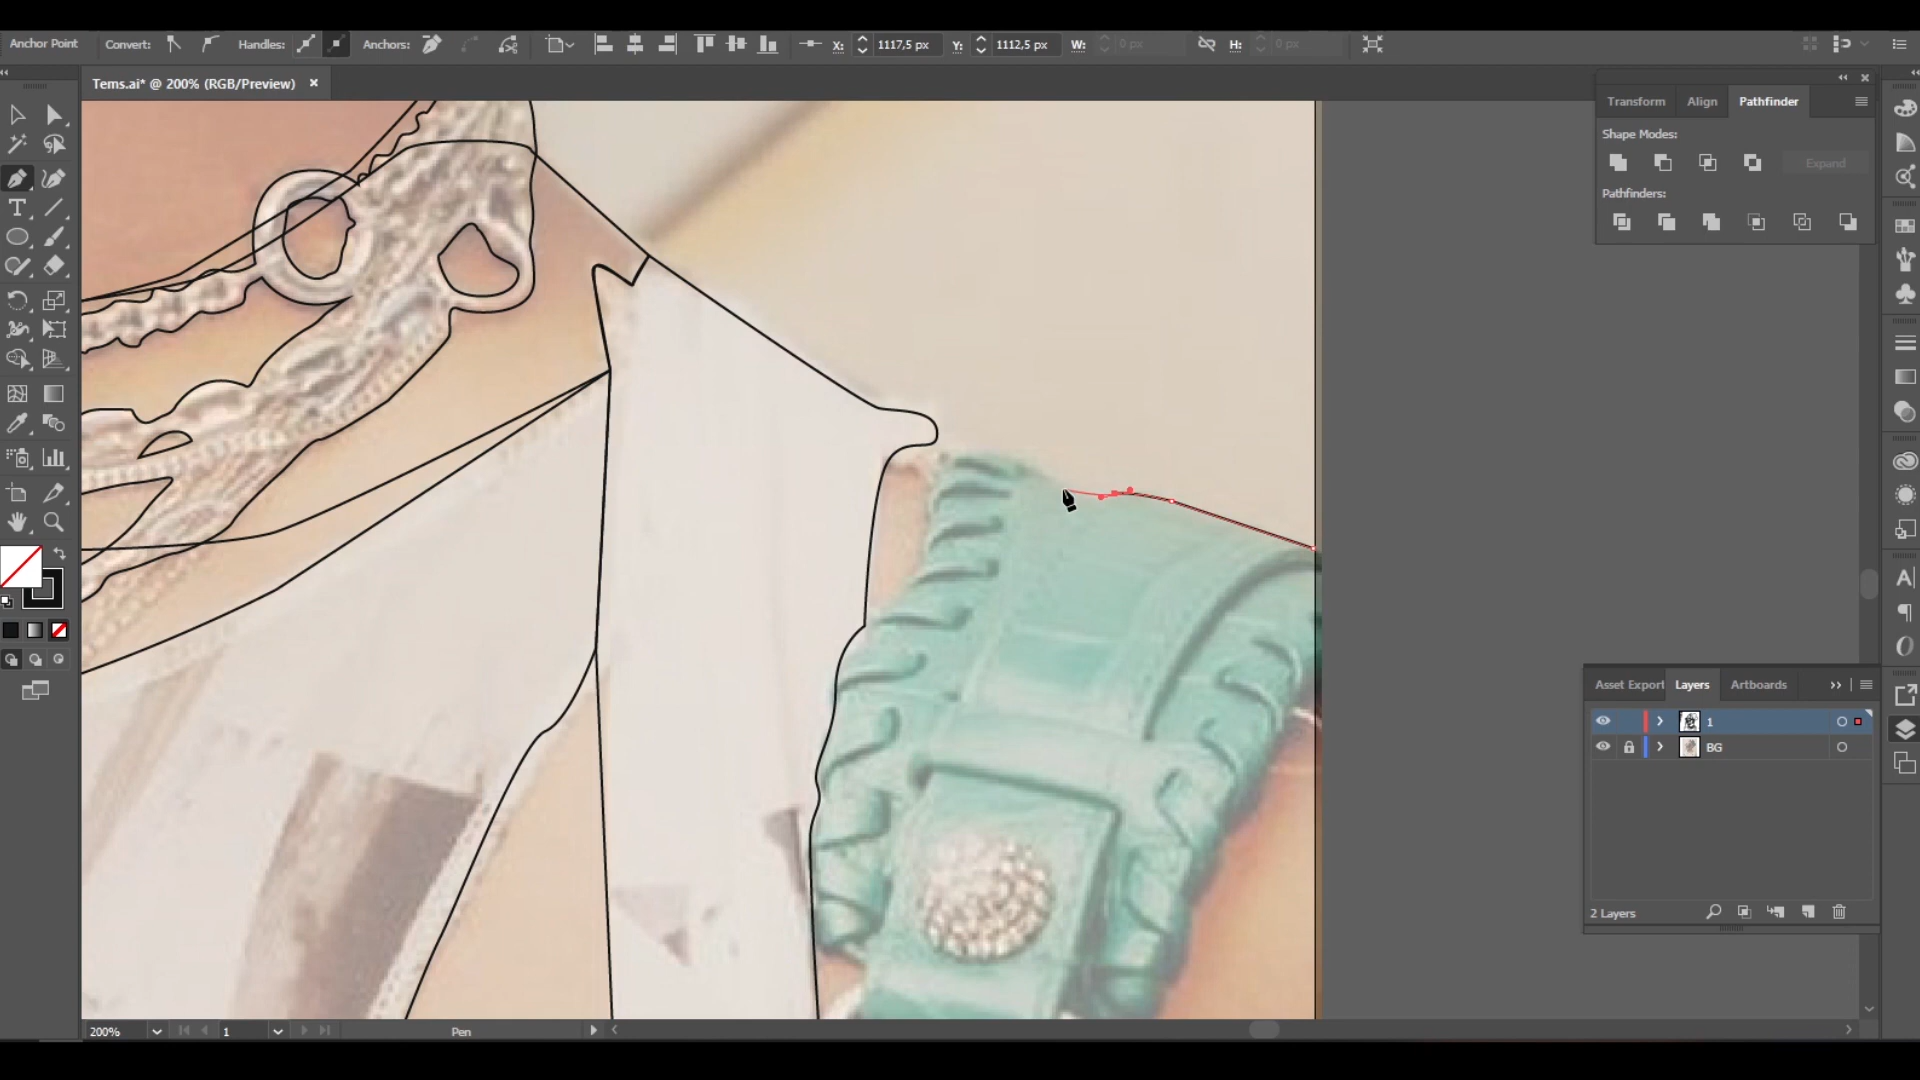 Anchor Point Convert: Handles: Anchors: X: 1117,5 px Y: 1112,5 px W: 0 px H: 0 px
Tems.ai* @ 200% (RGB/Preview) ×
Transform Align Pathfinder
Shape Modes:
Expand
Pathfinders:
Asset Export Layers Artboards
1
BG
2 Layers
200% 1 Pen